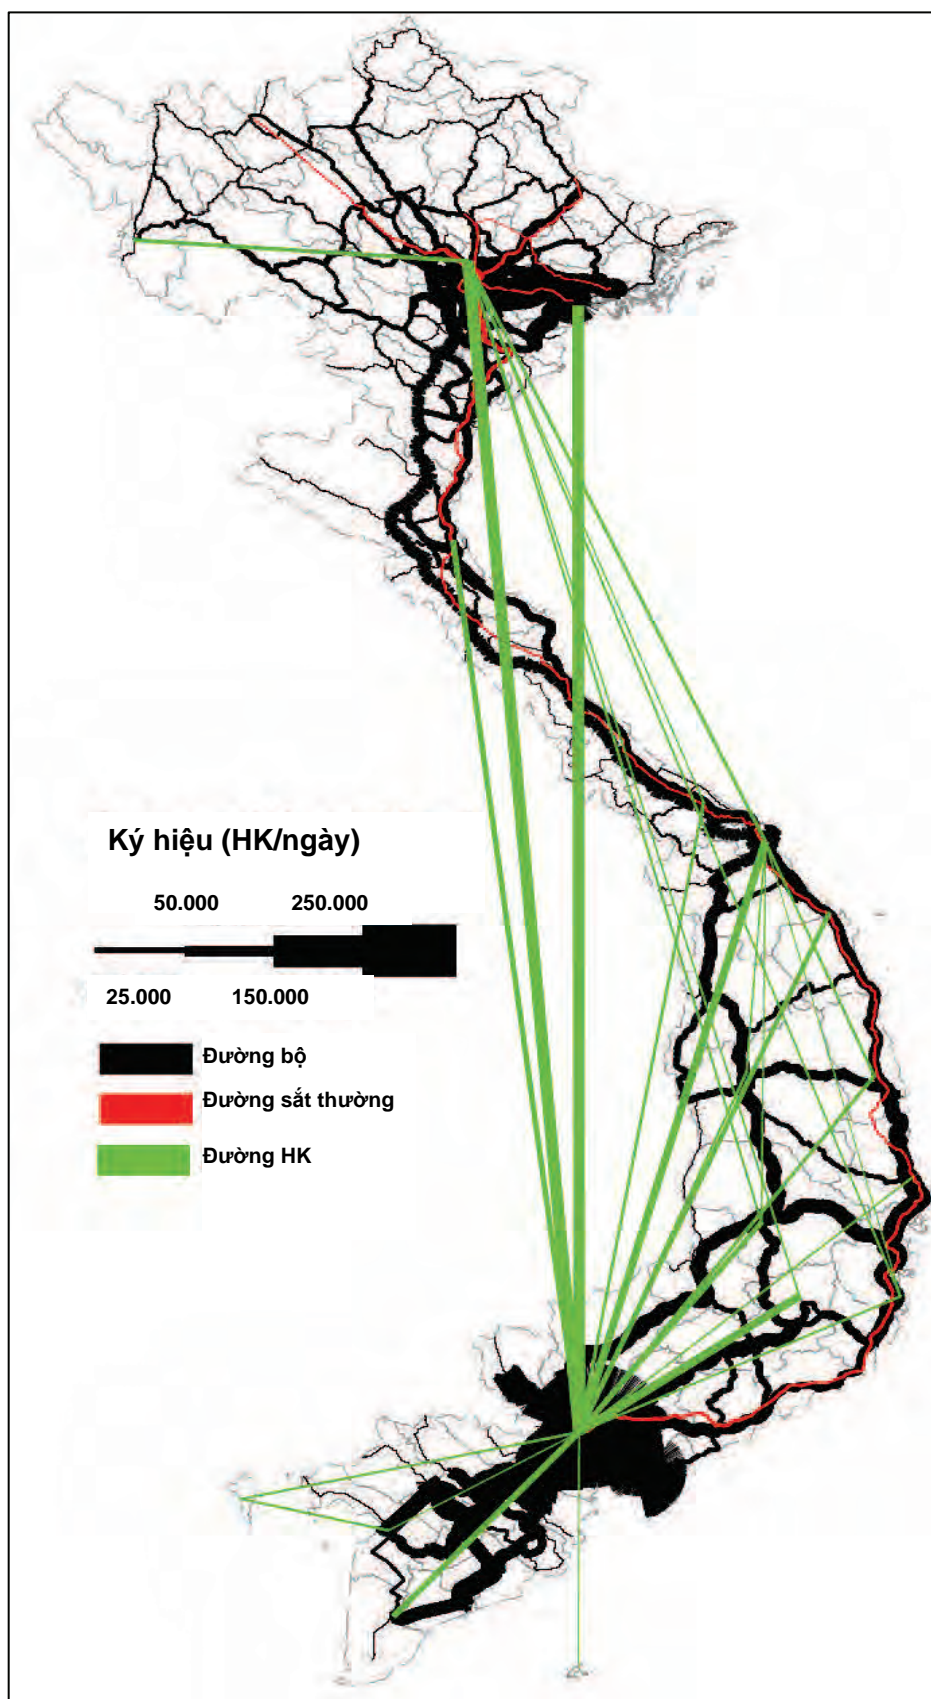 Ký hiệu (HK/ngày)
50.000 250.000
25.000 150.000
Đường bộ
Đường sắt thường
Đường HK